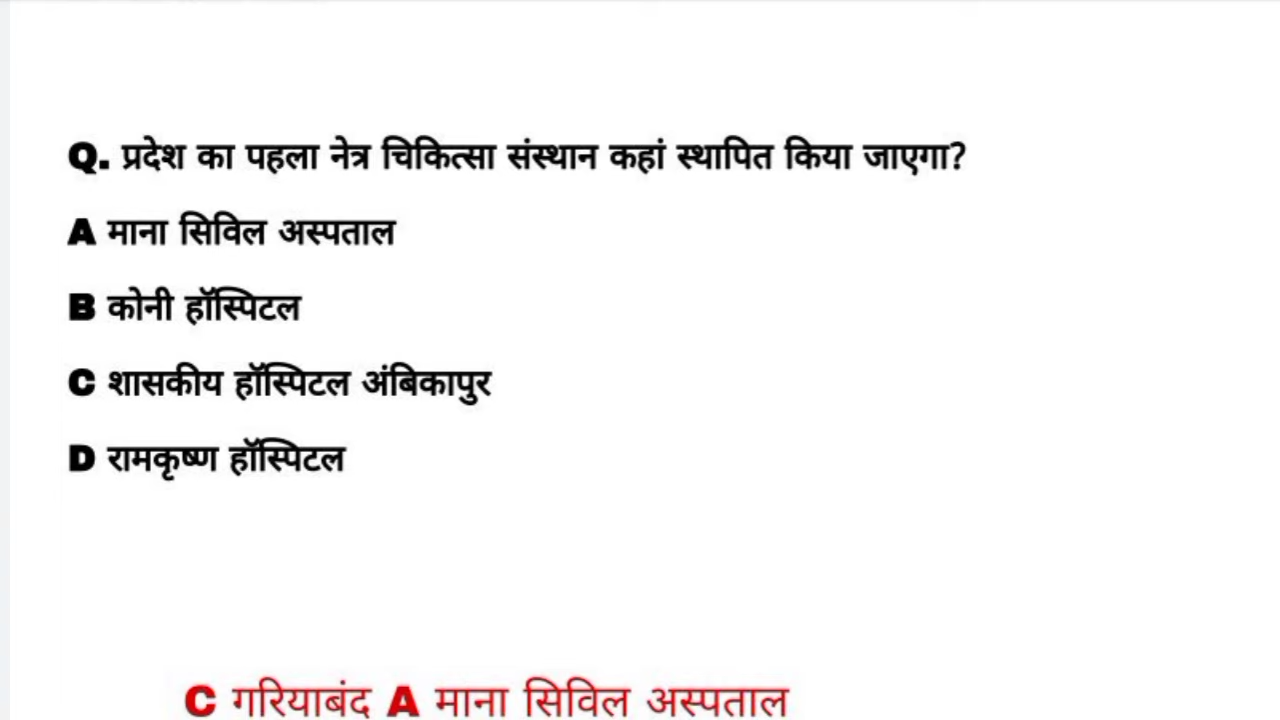 Q. प्रदेश का पहला नेत्र चिकित्सा संस्थान कहां स्थापित किया जाएगा?
A माना सिविल अस्पताल
B कोनी हॉस्पिटल
C शासकीय हॉस्पिटल अंबिकापुर
D रामकृष्ण हॉस्पिटल
C गरियाबंद A माना सिविल अस्पताल